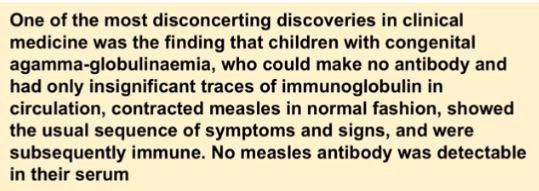 One of the most disconcerting discoveries in clinical
medicine was the finding that children with congenital
agamma-globulinaemia, who could make no antibody and
had only insignificant traces of immunoglobulin in
circulation, contracted measles in normal fashion, showed
the usual sequence of symptoms and signs, and were
subsequently immune. No measles antibody was detectable
in their serum